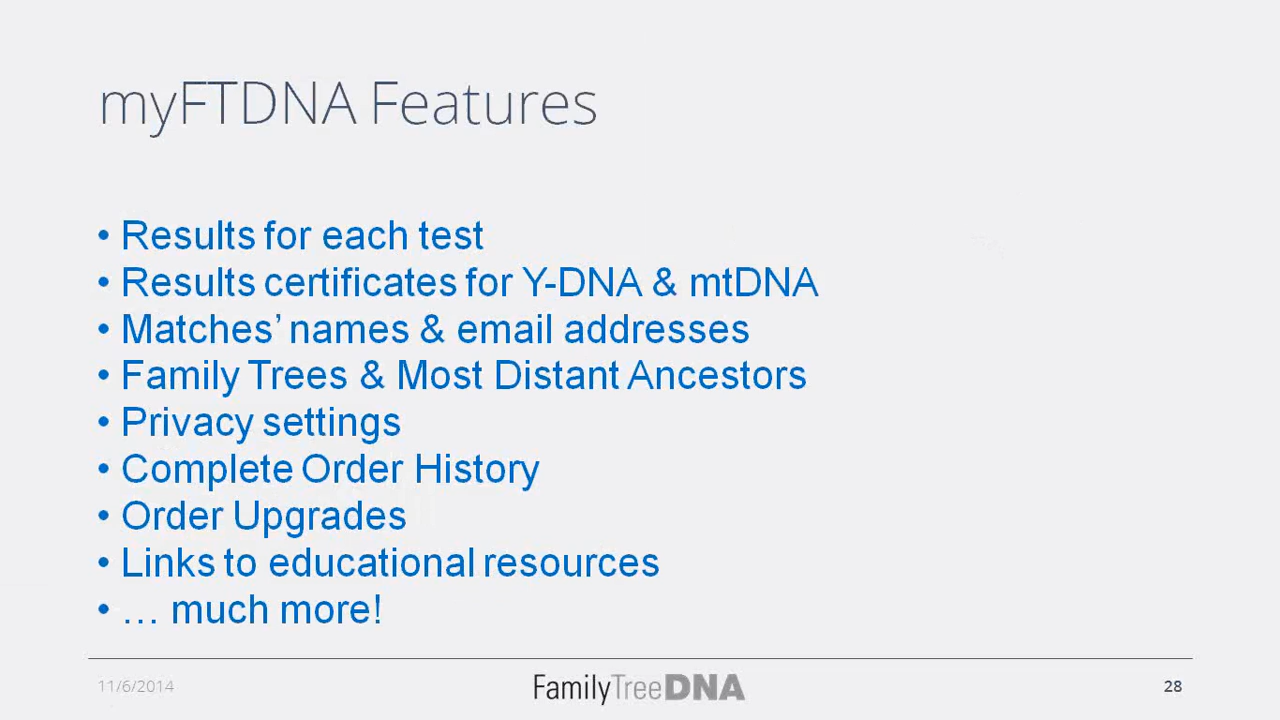 myFTDNA Features
• Results for each test
• Results certificates for Y-DNA & mtDNA
• Matches’ names & email addresses
• Family Trees & Most Distant Ancestors
• Privacy settings
• Complete Order History
• Order Upgrades
• Links to educational resources
• … much more!
11/6/2014 FamilyTreeDNA 28